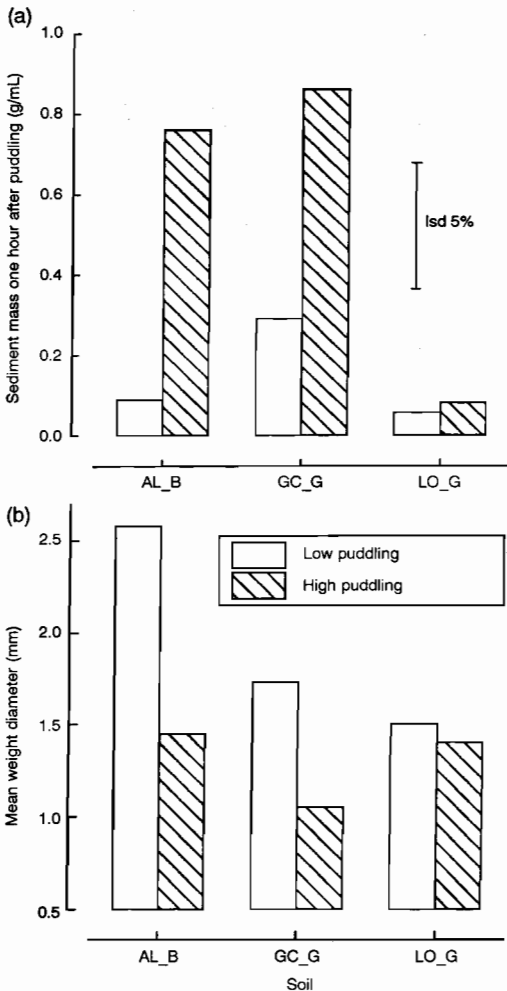 (a)
Sediment mass one hour after puddling (g/mL)
1.0
0.8
0.6
0.4
0.2
0.0
lsd 5%
AL_B
GC_G
LO_G
(b)
Mean weight diameter (mm)
2.5
2.0
1.5
1.0
0.5
Low puddling
High puddling
AL_B
GC_G
LO_G
Soil